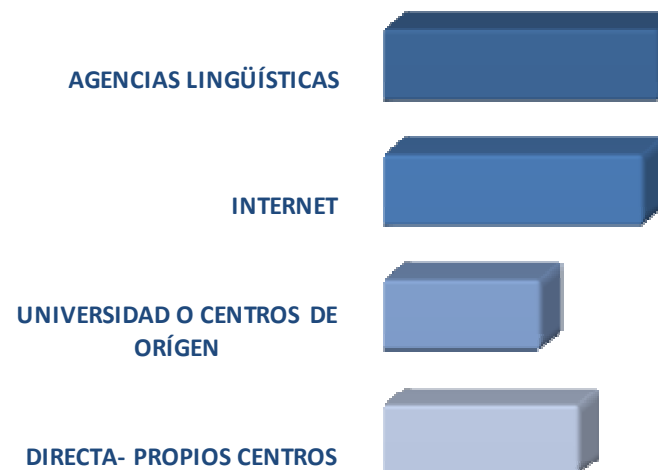 AGENCIAS LINGÜÍSTICAS
INTERNET
UNIVERSIDAD O CENTROS DE
ORÍGEN
DIRECTA- PROPIOS CENTROS